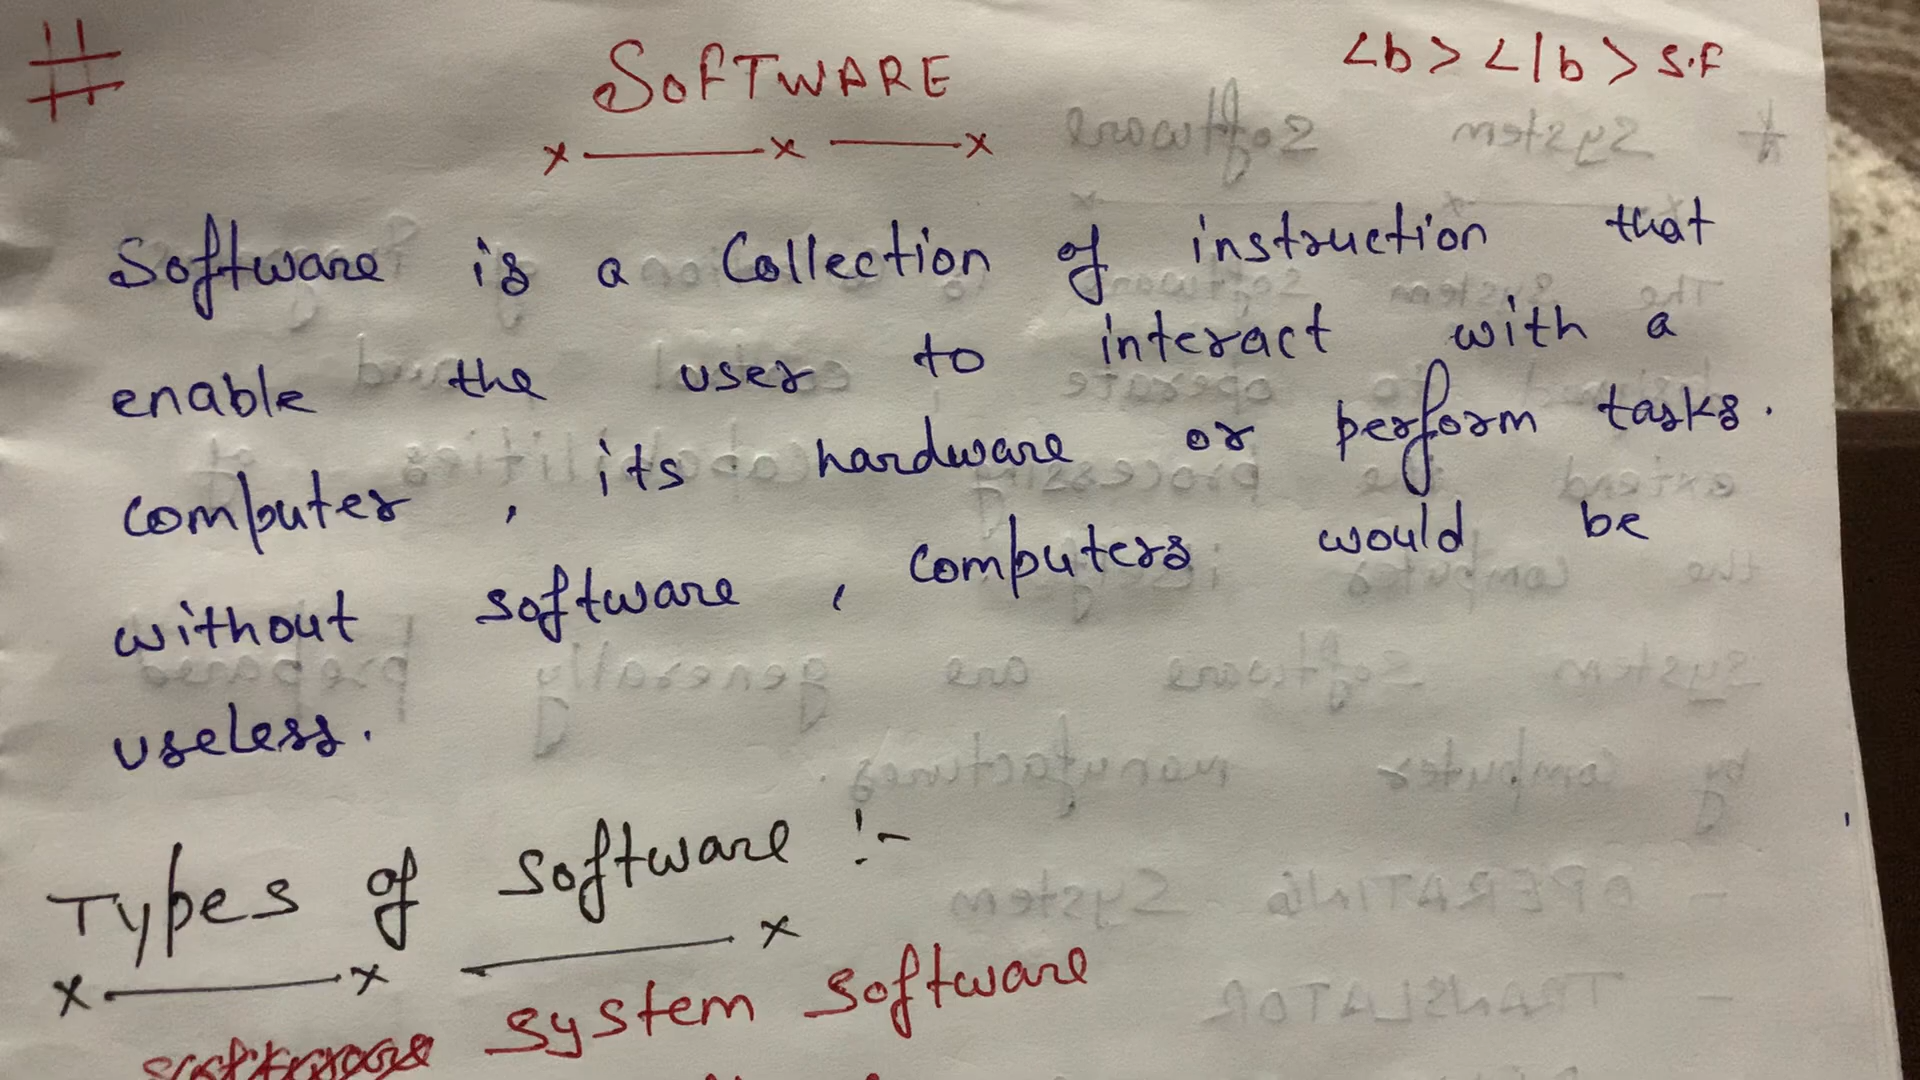 # SOFTWARE <b> </b> S.F
Software is a Collection of instruction that
enable the user to interact with a
computer , its hardware or perform tasks.
without software , computers would be
useless.
Types of software :-
system software